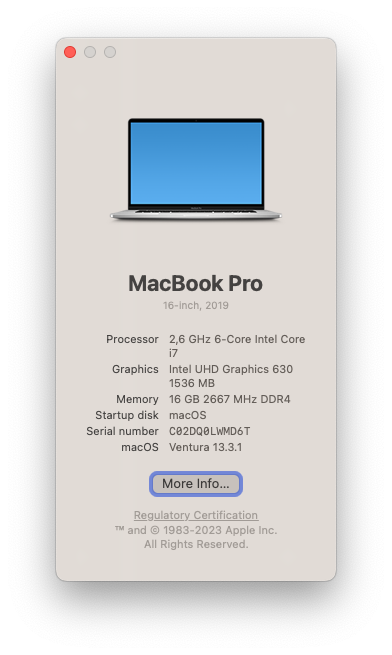 MacBook Pro
16-inch, 2019
Processor 2,6 GHz 6-Core Intel Core
i7
Graphics Intel UHD Graphics 630
1536 MB
Memory 16 GB 2667 MHz DDR4
Startup disk macOS
Serial number C02DQ0LWMD6T
macOS Ventura 13.3.1
More Info...
Regulatory Certification
™ and © 1983-2023 Apple Inc.
All Rights Reserved.